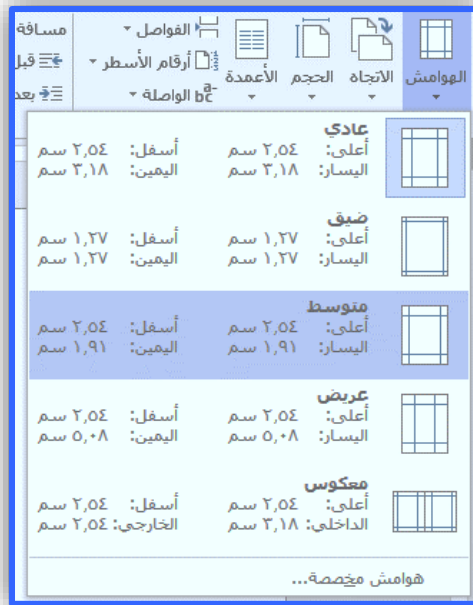 الهوامش
الاتجاه
الحجم
الأعمدة
الفواصل
أرقام الأسطر
الواصلة
bc
a-
مسافة
قبل
بعد
عادي
أعلى: ٢,٥٤ سم أسفل: ٢,٥٤ سم
اليسار: ٣,١٨ سم اليمين: ٣,١٨ سم
ضيق
أعلى: ١,٢٧ سم أسفل: ١,٢٧ سم
اليسار: ١,٢٧ سم اليمين: ١,٢٧ سم
متوسط
أعلى: ٢,٥٤ سم أسفل: ٢,٥٤ سم
اليسار: ١,٩١ سم اليمين: ١,٩١ سم
عريض
أعلى: ٢,٥٤ سم أسفل: ٢,٥٤ سم
اليسار: ٥,٠٨ سم اليمين: ٥,٠٨ سم
معكوس
أعلى: ٢,٥٤ سم أسفل: ٢,٥٤ سم
الداخلي: ٣,١٨ سم الخارجي: ٢,٥٤ سم
هوامش مخصصة...